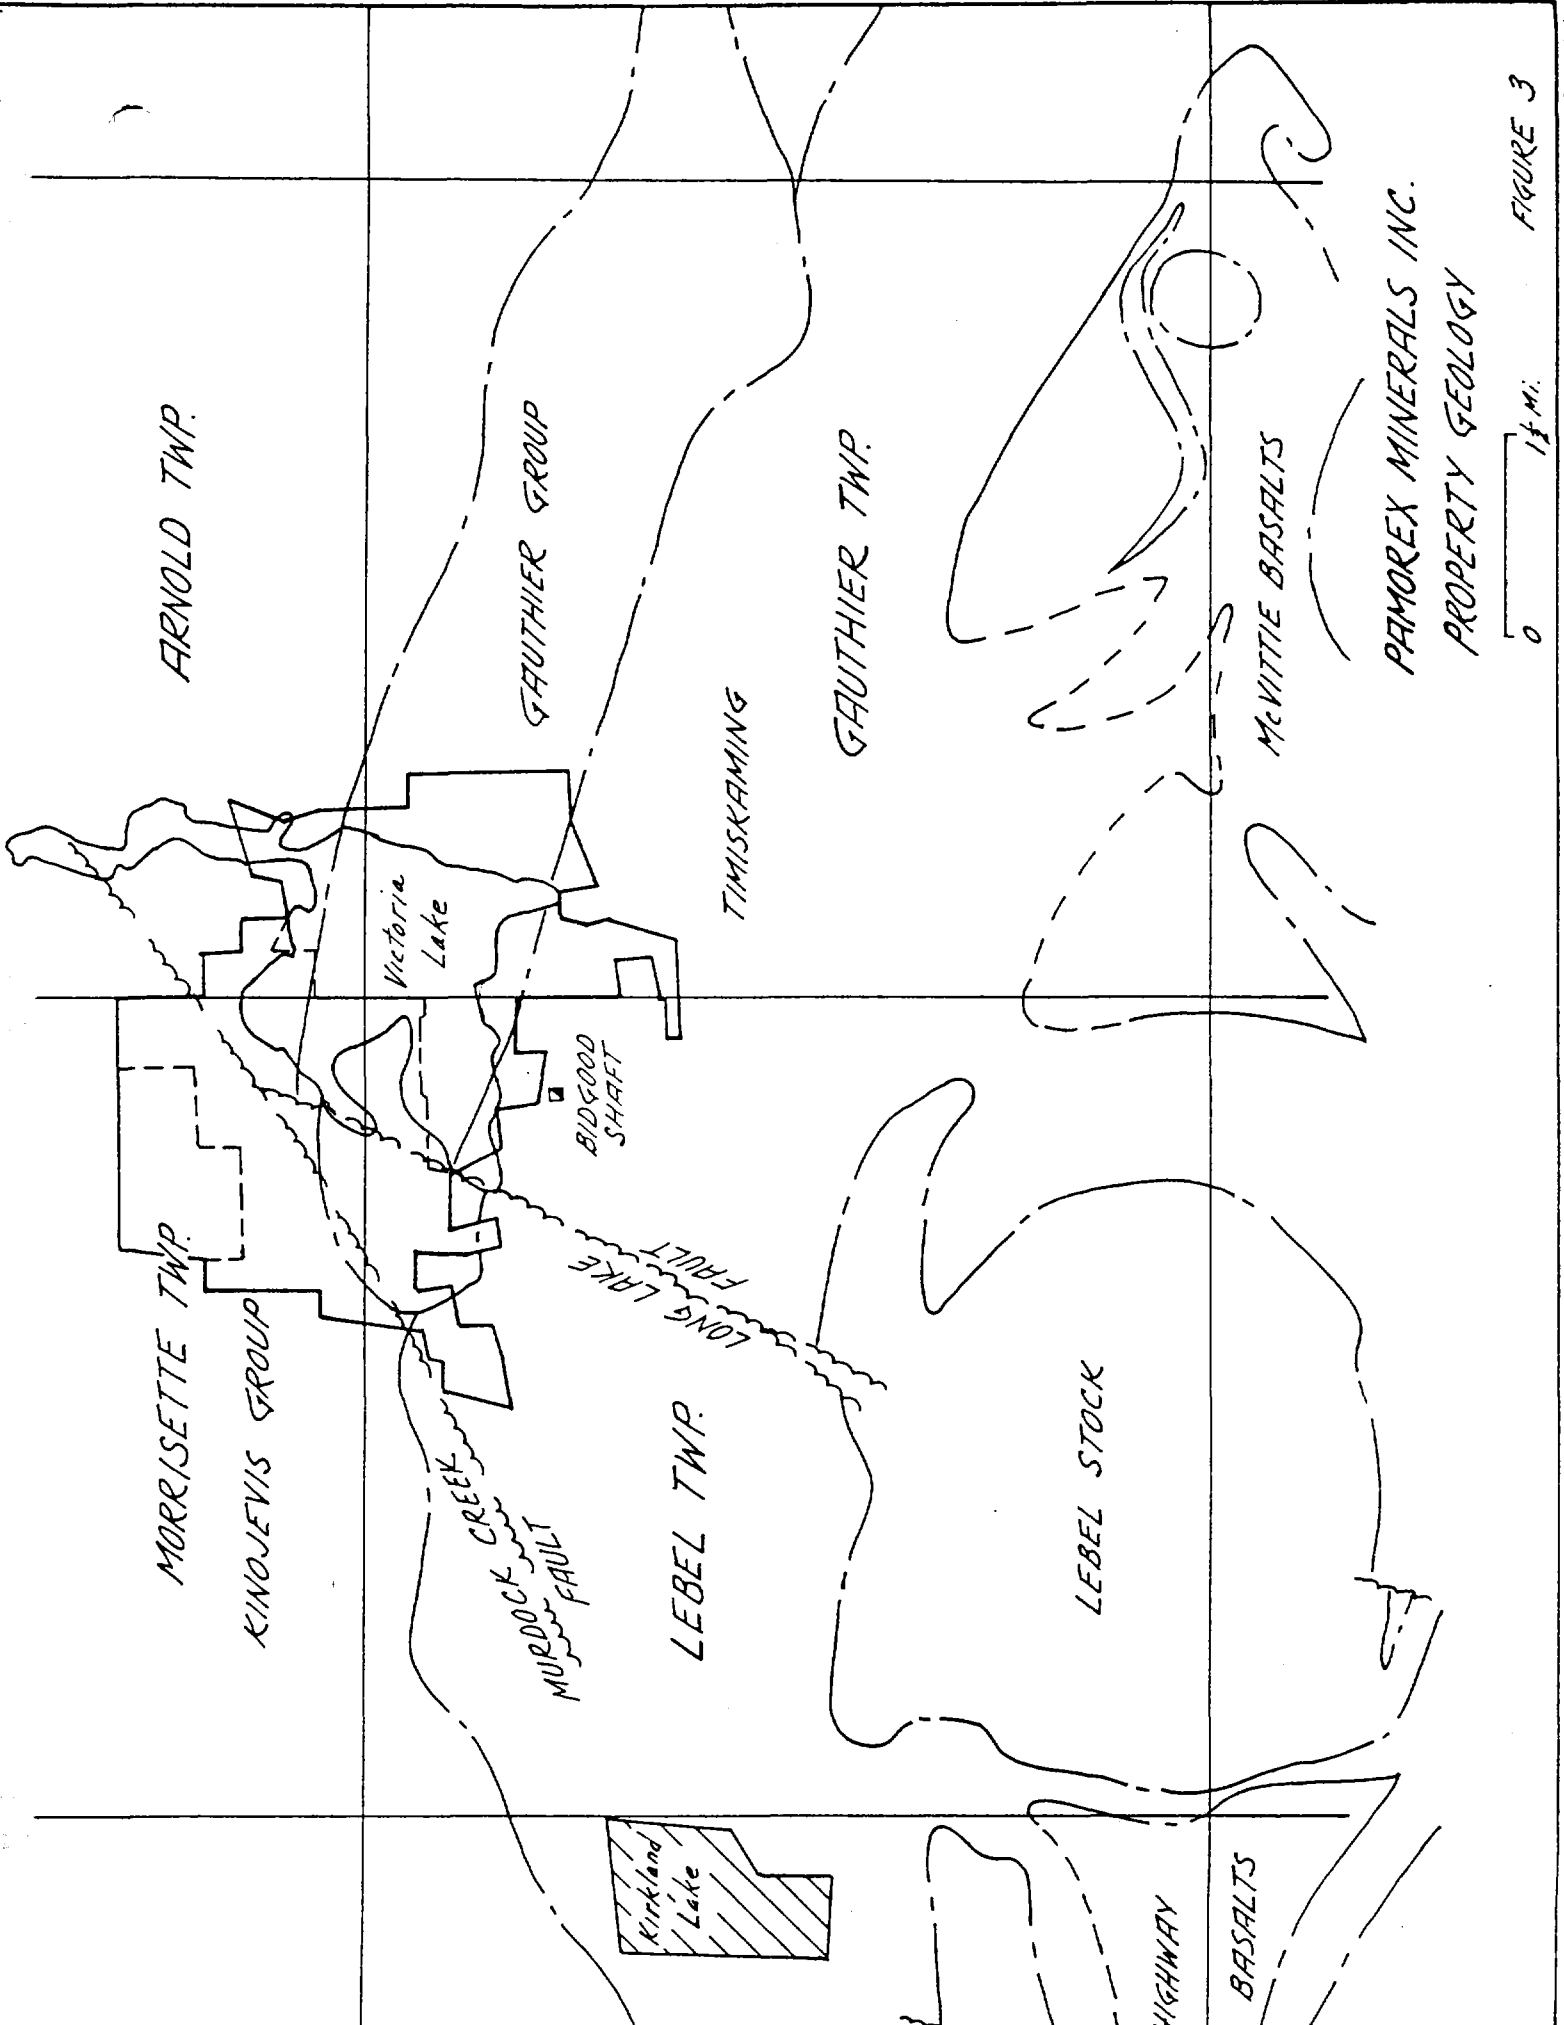 ARNOLD TWP.
MORRISETTE TWP.
KINOJEVIS GROUP
GAUTHIER GROUP
Victoria
Lake
MURDOCK CREEK
FAULT
BIDGOOD
SHAFT
LONG LAKE
FAULT
TIMISKAMING
LEBEL TWP.
GAUTHIER TWP.
Kirkland
Lake
LEBEL STOCK
HIGHWAY
BASALTS
McVITTIE BASALTS
PAMOREX MINERALS INC.
PROPERTY GEOLOGY
0 1½ Mi.
FIGURE 3